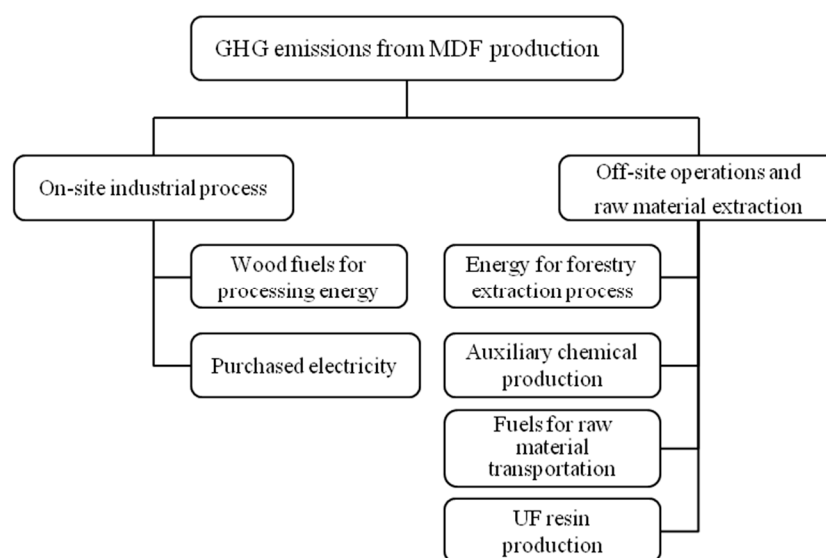 GHG emissions from MDF production
On-site industrial process
Off-site operations and
raw material extraction
Wood fuels for
processing energy
Energy for forestry
extraction process
Purchased electricity
Auxiliary chemical
production
Fuels for raw
material
transportation
UF resin
production